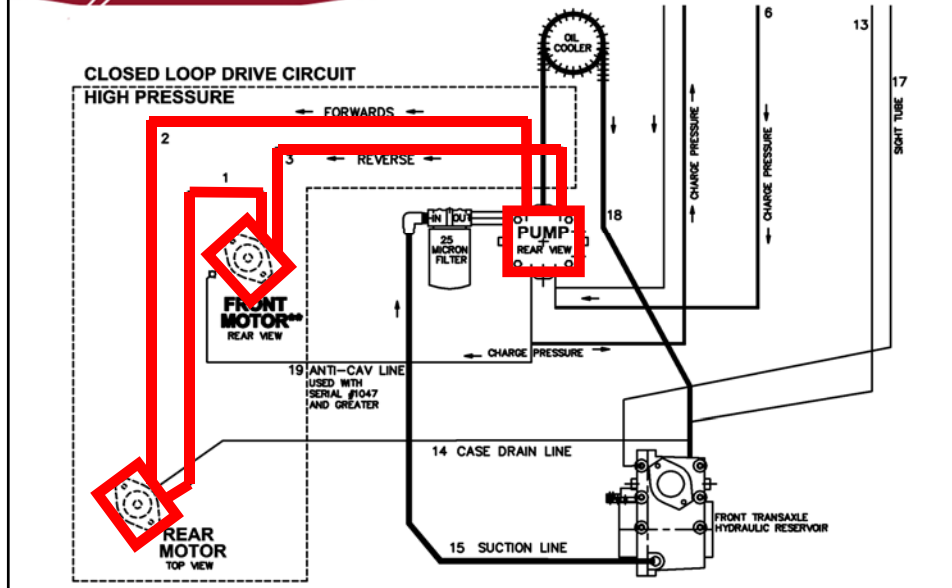 6
13
OIL
COOLER
CLOSED LOOP DRIVE CIRCUIT
HIGH PRESSURE
17
SIGHT TUBE
FORWARDS
2
3
REVERSE
1
CHARGE PRESSURE
CHARGE PRESSURE
18
IN OUT
25
MICRON
FILTER
PUMP
REAR VIEW
FRONT
MOTOR**
REAR VIEW
CHARGE PRESSURE
19 ANTI-CAV LINE
USED WITH
SERIAL #1047
AND GREATER
14 CASE DRAIN LINE
REAR
MOTOR
TOP VIEW
15 SUCTION LINE
FRONT TRANSAXLE
HYDRAULIC RESERVOIR